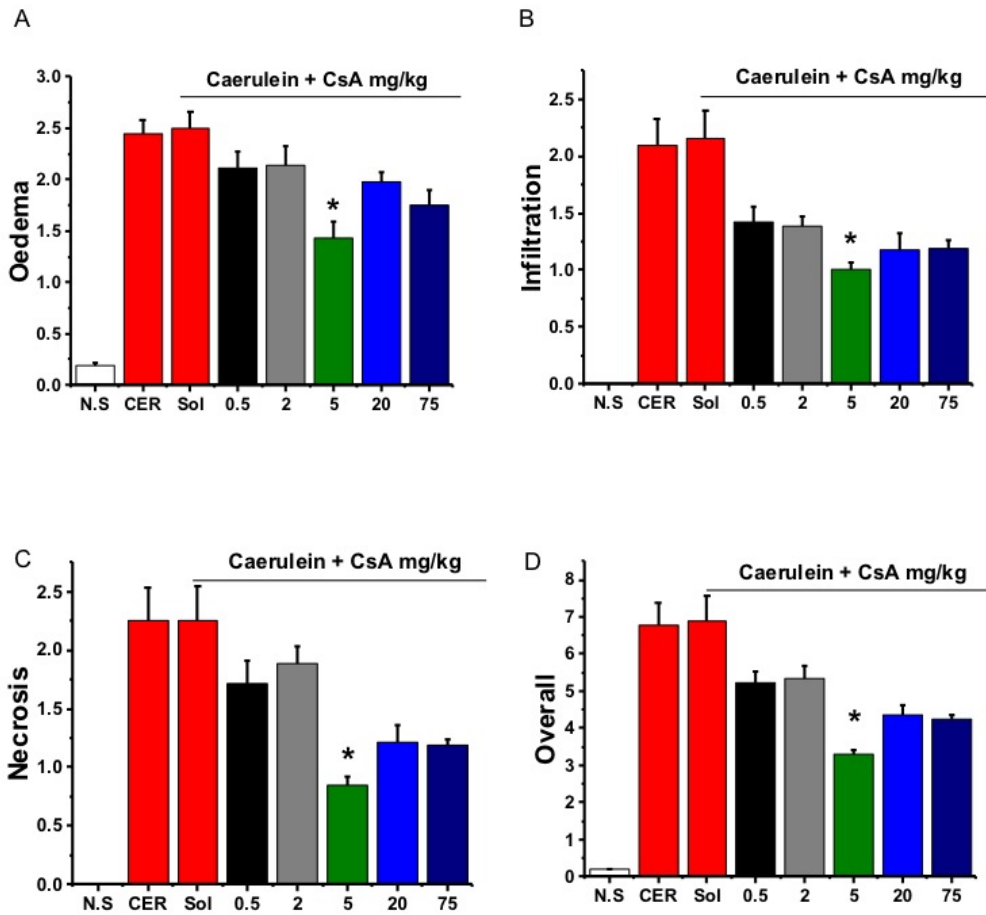 A
Caerulein + CsA mg/kg
Oedema
3.0
2.5
2.0
1.5
1.0
0.5
0.0
*
N.S CER Sol 0.5 2 5 20 75
B
Caerulein + CsA mg/kg
Infiltration
2.5
2.0
1.5
1.0
0.5
0.0
*
N.S CER Sol 0.5 2 5 20 75
C
Caerulein + CsA mg/kg
Necrosis
2.5
2.0
1.5
1.0
0.5
0.0
*
N.S CER Sol 0.5 2 5 20 75
D
Caerulein + CsA mg/kg
Overall
8
7
6
5
4
3
2
1
0
*
N.S CER Sol 0.5 2 5 20 75